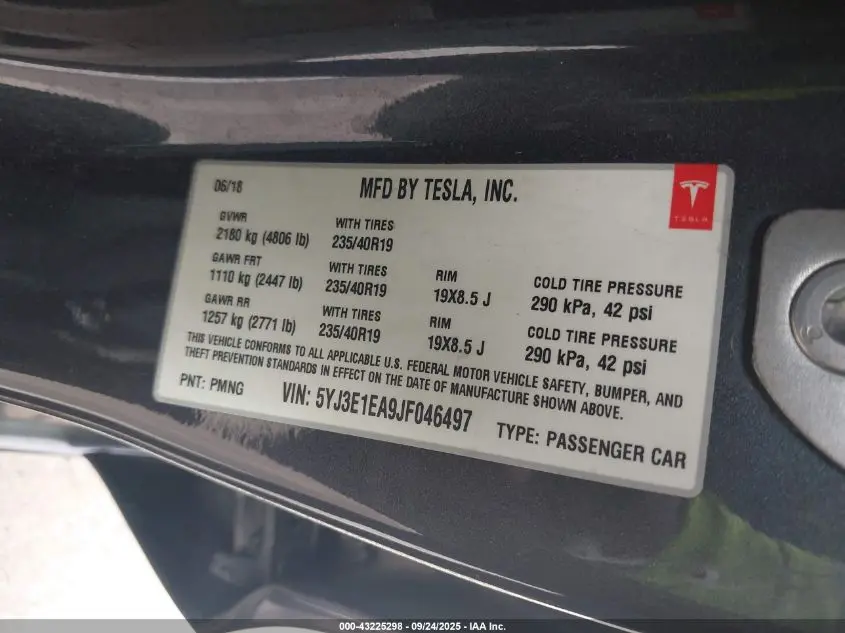 06/18
MFD BY TESLA, INC.
TESLA
GVWR
2180 kg (4806 lb)
WITH TIRES
235/40R19
GAWR FRT
1110 kg (2447 lb)
WITH TIRES
235/40R19
RIM
19X8.5 J
COLD TIRE PRESSURE
290 kPa, 42 psi
GAWR RR
1257 kg (2771 lb)
WITH TIRES
235/40R19
RIM
19X8.5 J
COLD TIRE PRESSURE
290 kPa, 42 psi
THIS VEHICLE CONFORMS TO ALL APPLICABLE U.S. FEDERAL MOTOR VEHICLE SAFETY, BUMPER, AND
THEFT PREVENTION STANDARDS IN EFFECT ON THE DATE OF MANUFACTURE SHOWN ABOVE.
PNT: PMNG
VIN: 5YJ3E1EA9JF046497
TYPE: PASSENGER CAR
000-43225298 - 09/24/2025 - IAA Inc.